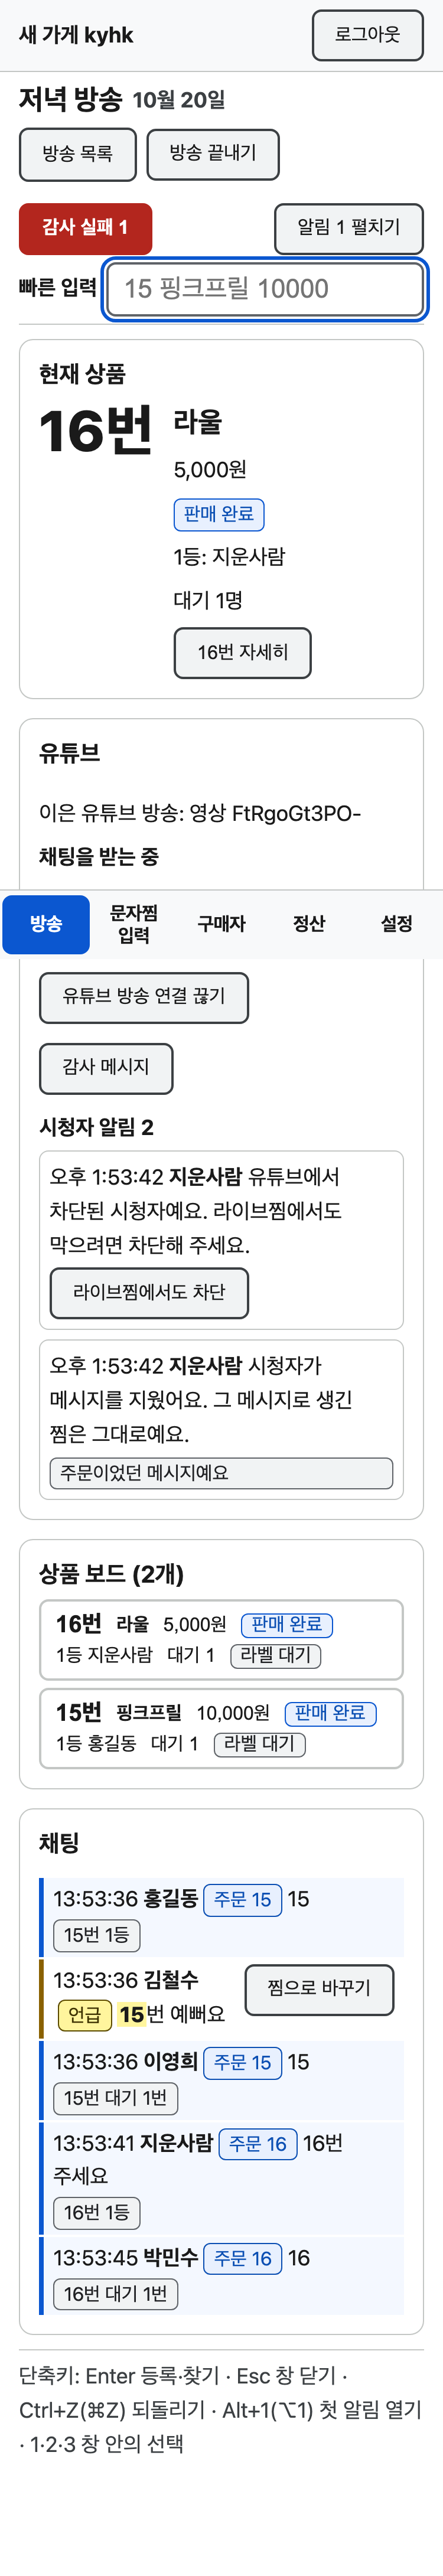 새 가게 kyhk
로그아웃
저녁 방송 10월 20일
방송 목록
방송 끝내기
감사 실패 1
알림 1 펼치기
빠른 입력
15 핑크프릴 10000
현재 상품
16번
라울
5,000원
판매 완료
1등: 지운사람
대기 1명
16번 자세히
유튜브
이은 유튜브 방송: 영상 FtRgoGt3PO-
채팅을 받는 중
방송
문자찜
입력
구매자
정산
설정
유튜브 방송 연결 끊기
감사 메시지
시청자 알림 2
오후 1:53:42 지운사람 유튜브에서
차단된 시청자예요. 라이브찜에서도
막으려면 차단해 주세요.
라이브찜에서도 차단
오후 1:53:42 지운사람 시청자가
메시지를 지웠어요. 그 메시지로 생긴
찜은 그대로예요.
주문이었던 메시지예요
상품 보드 (2개)
16번 라울 5,000원 판매 완료
1등 지운사람 대기 1 라벨 대기
15번 핑크프릴 10,000원 판매 완료
1등 홍길동 대기 1 라벨 대기
채팅
13:53:36 홍길동 주문 15 15
15번 1등
13:53:36 김철수
찜으로 바꾸기
언급 15번 예뻐요
13:53:36 이영희 주문 15 15
15번 대기 1번
13:53:41 지운사람 주문 16 16번
주세요
16번 1등
13:53:45 박민수 주문 16 16
16번 대기 1번
단축키: Enter 등록·찾기 · Esc 창 닫기 ·
Ctrl+Z(⌘Z) 되돌리기 · Alt+1(⌥1) 첫 알림 열기
· 1·2·3 창 안의 선택